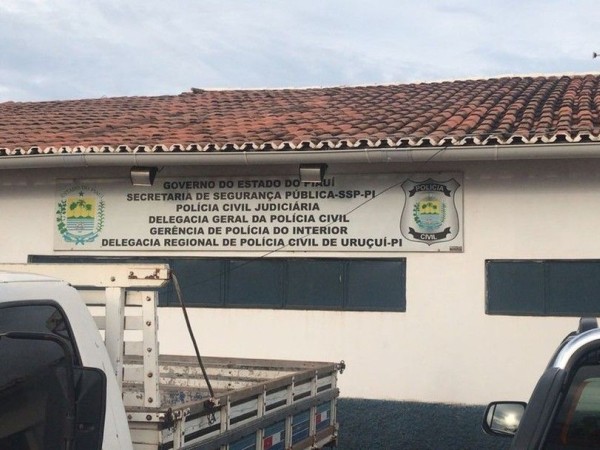 GOVERNO DO ESTADO DO PIAUÍ
SECRETARIA DE SEGURANÇA PÚBLICA-SSP-PI
POLÍCIA CIVIL JUDICIÁRIA
DELEGACIA GERAL DA POLÍCIA CIVIL
GERÊNCIA DE POLÍCIA DO INTERIOR
DELEGACIA REGIONAL DE POLÍCIA CIVIL DE URUÇUÍ-PI
POLÍCIA
CIVIL